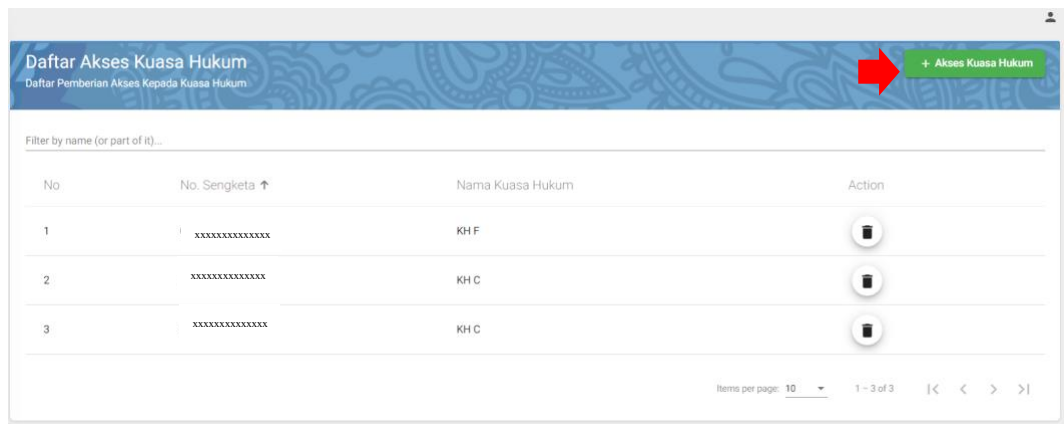 Daftar Akses Kuasa Hukum
+ Akses Kuasa Hukum
Daftar Pemberian Akses Kepada Kuasa Hukum
Filter by name (or part of it)...
No No. Sengketa ↑ Nama Kuasa Hukum Action
1 xxxxxxxxxxxxxx KH F
2 xxxxxxxxxxxxxx KH C
3 xxxxxxxxxxxxxx KH C
Items per page: 10 1 – 3 of 3